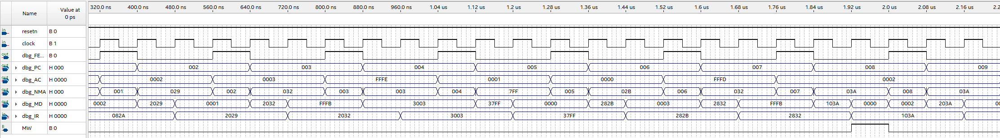 Name Value at 0 ps 320.0 ns 400.0 ns 480.0 ns 560.0 ns 640.0 ns 720.0 ns 800.0 ns 880.0 ns 960.0 ns 1.04 us 1.12 us 1.2 us 1.28 us 1.36 us 1.44 us 1.52 us 1.6 us 1.68 us 1.76 us 1.84 us 1.92 us 2.0 us 2.08 us 2.16 us
in resetn B 0
in clock B 1
out dbg_FE... B 0
out dbg_PC H 000 002 003 004 005 006 007 008 009
out dbg_AC H 0000 0002 0003 FFFE 0001 0000 FFFD 0002
out dbg_NMA H 000 001 029 002 032 003 003 004 7FF 005 02B 006 032 007 03A 008 03A
out dbg_MD H 0000 0002 2029 0001 2032 FFFB 3003 37FF 0000 282B 0003 2832 FFFB 103A 0000 0002 203A
in dbg_IR H 0000 082A 2029 2032 3003 37FF 282B 2832 103A
B MW B 0